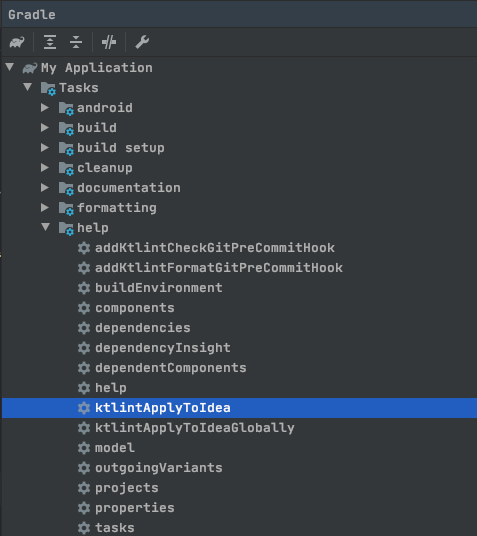 Gradle
My Application
Tasks
android
build
build setup
cleanup
documentation
formatting
help
addKtlintCheckGitPreCommitHook
addKtlintFormatGitPreCommitHook
buildEnvironment
components
dependencies
dependencyInsight
dependentComponents
help
ktlintApplyToIdea
ktlintApplyToIdeaGlobally
model
outgoingVariants
projects
properties
tasks